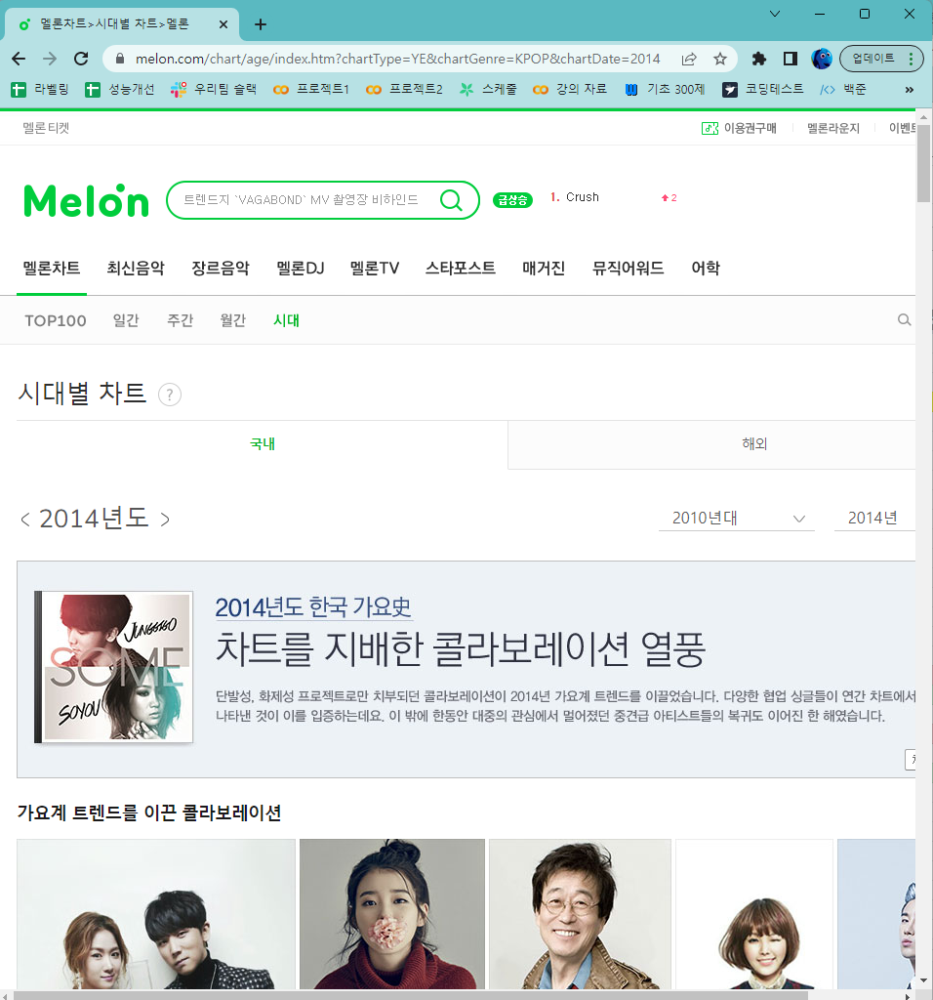 멜론차트>시대별 차트>멜론
melon.com/chart/age/index.htm?chartType=YE&chartGenre=KPOP&chartDate=2014
업데이트
라벨링 성능개선 우리팀 슬랙 프로젝트1 프로젝트2 스케줄 강의 자료 기초 300제 코딩테스트 백준 »
멜론티켓 이용권구매 멜론라운지 이벤트
Melon 트렌드지 `VAGABOND` MV 촬영장 비하인드 급상승 1. Crush 2
멜론차트 최신음악 장르음악 멜론DJ 멜론TV 스타포스트 매거진 뮤직어워드 어학
TOP100 일간 주간 월간 시대
시대별 차트 ?
국내 해외
< 2014년도 > 2010년대 2014년
JUNGGIGO
SOME
SOYOU
2014년도 한국 가요史
차트를 지배한 콜라보레이션 열풍
단발성, 화제성 프로젝트로만 치부되던 콜라보레이션이 2014년 가요계 트렌드를 이끌었습니다. 다양한 협업 싱글들이 연간 차트에서
나타낸 것이 이를 입증하는데요. 이 밖에 한동안 대중의 관심에서 멀어졌던 중견급 아티스트들의 복귀도 이어진 한 해였습니다.
가요계 트렌드를 이끈 콜라보레이션